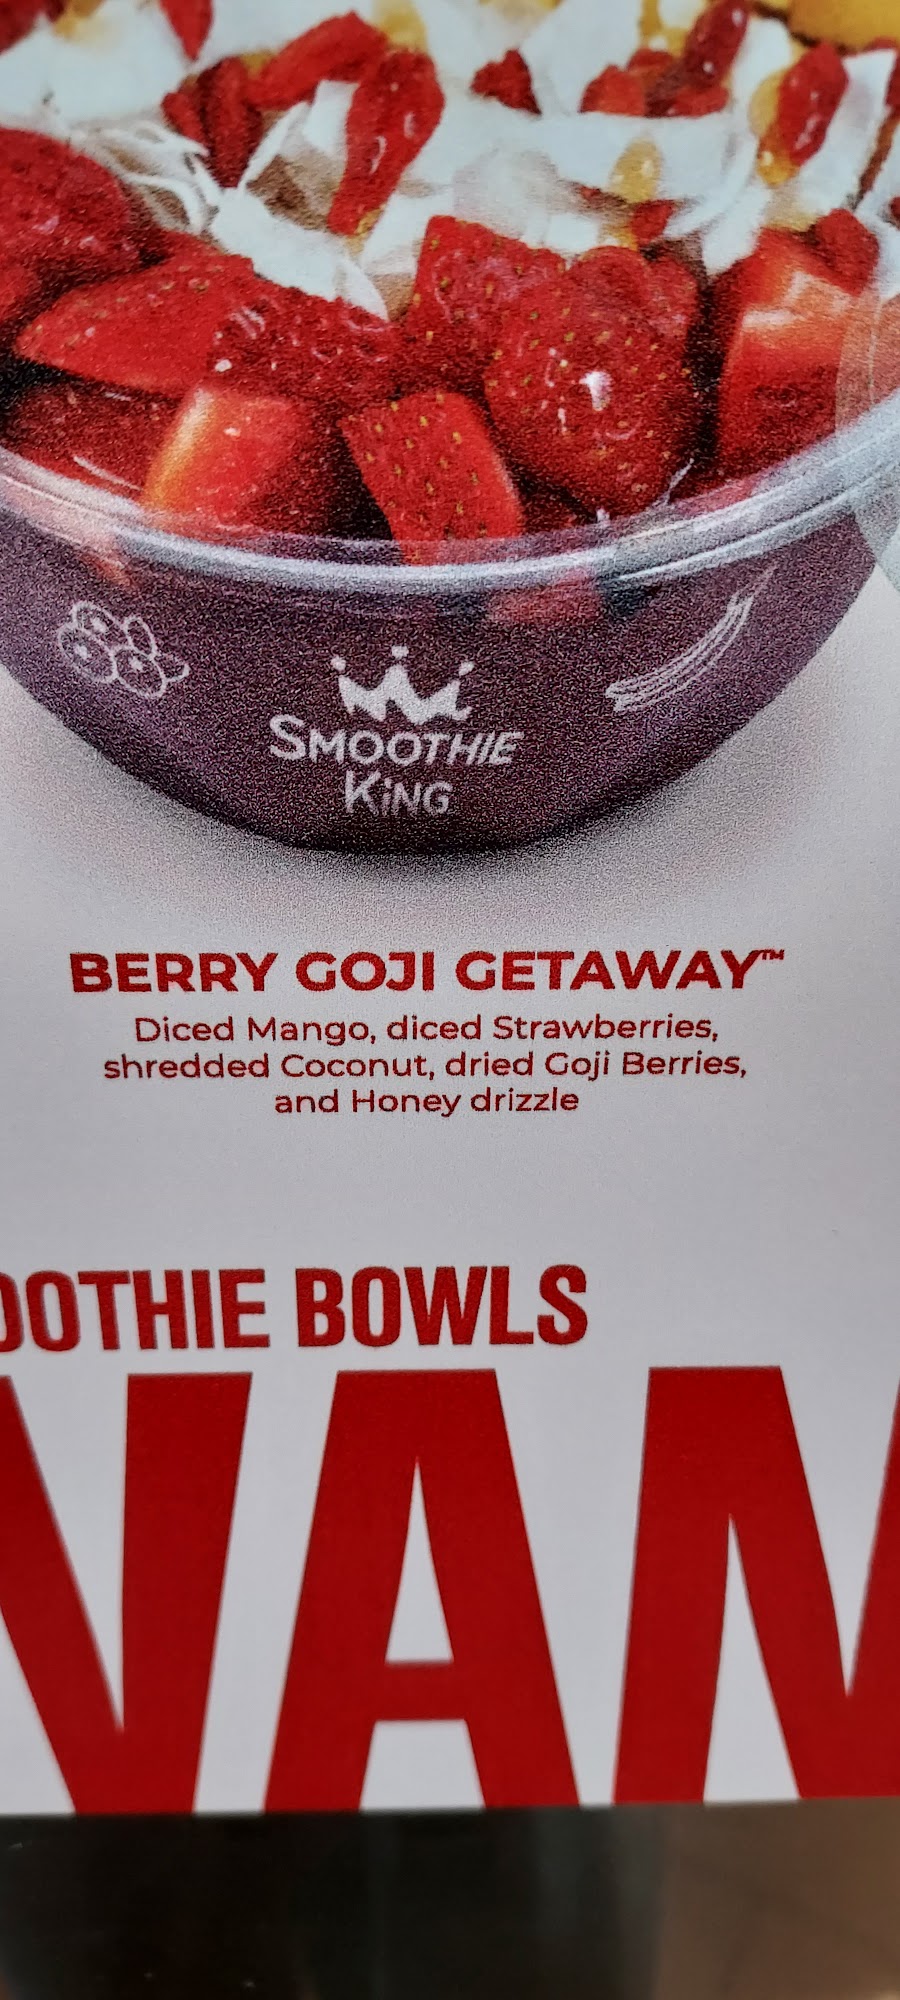 SMOOTHIE
KiNG
BERRY GOJI GETAWAY™
Diced Mango, diced Strawberries,
shredded Coconut, dried Goji Berries,
and Honey drizzle
OOTHIE BOWLS